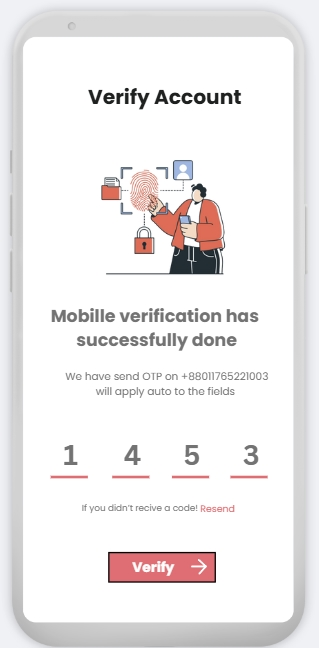 Verify Account
Mobille verification has
successfully done
We have send OTP on +88011765221003
will apply auto to the fields
1 4 5 3
If you didn't recive a code! Resend
Verify